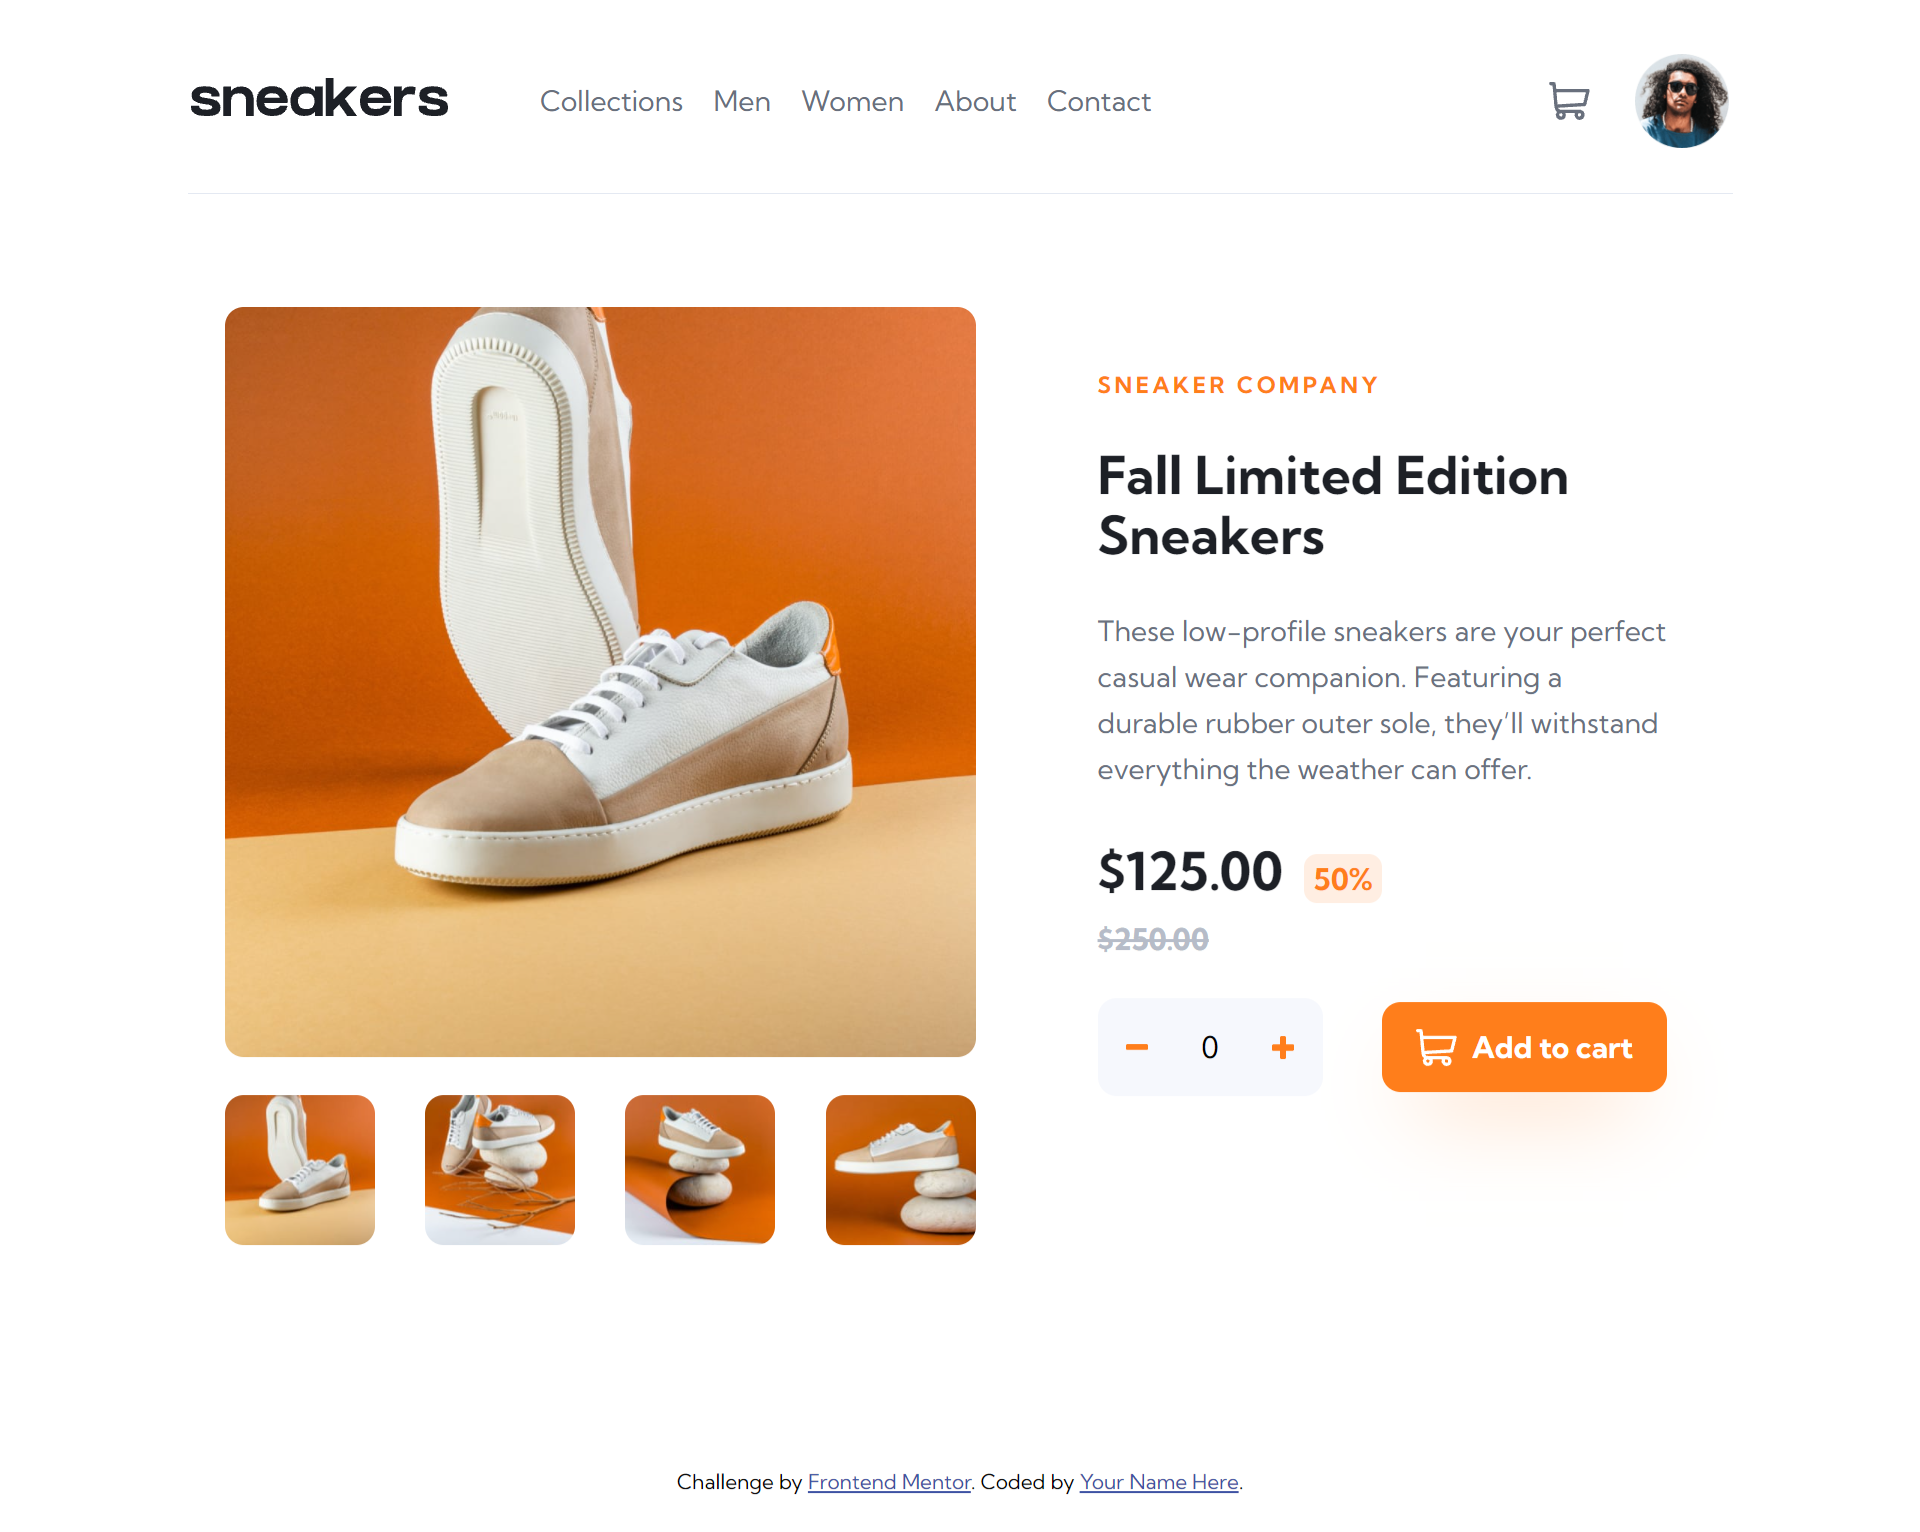 sneakers
Collections Men Women About Contact
SNEAKER COMPANY
Fall Limited Edition
Sneakers
These low-profile sneakers are your perfect
casual wear companion. Featuring a
durable rubber outer sole, they’ll withstand
everything the weather can offer.
$125.00 50%
$250.00
0
Add to cart
Challenge by Frontend Mentor. Coded by Your Name Here.